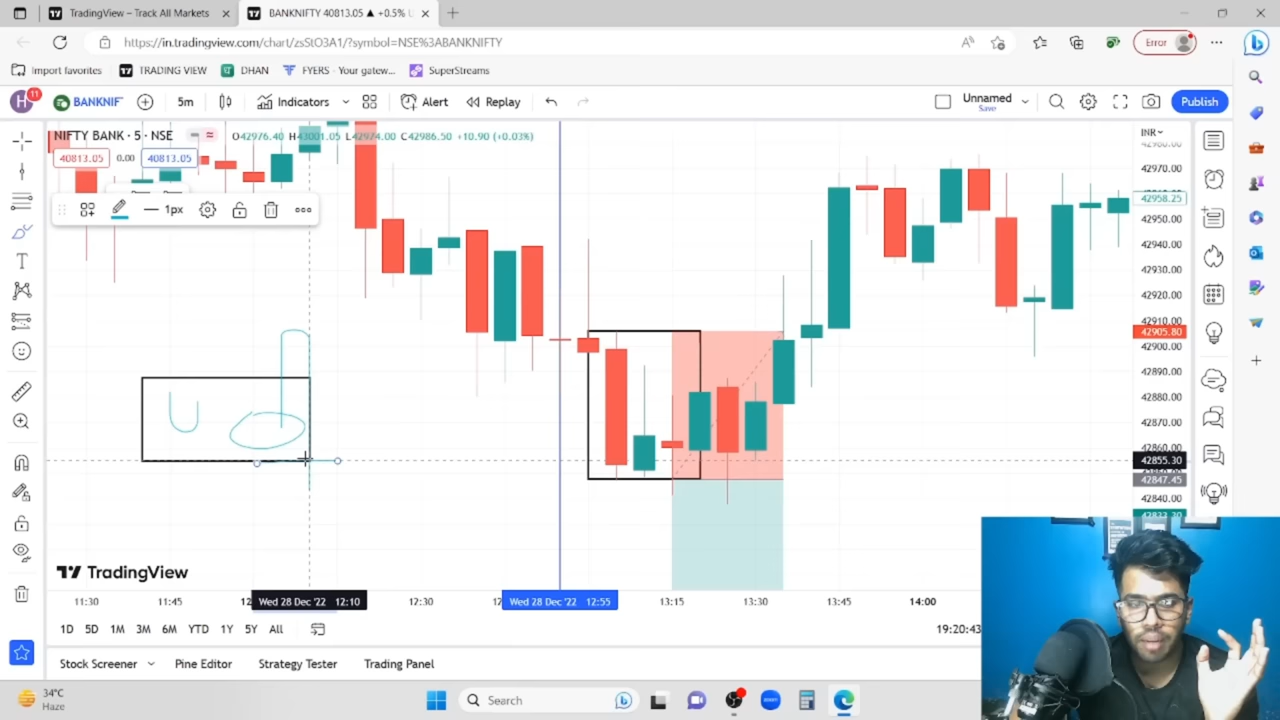 TradingView – Track All Markets
BANKNIFTY 40813.05 ▲ +0.5% U
https://in.tradingview.com/chart/zsStO3A1/?symbol=NSE%3ABANKNIFTY
Error
Import favorites
TRADING VIEW
DHAN
FYERS - Your gatew...
SuperStreams
H
11
BANKNIF
5m
Indicators
Alert
Replay
Unnamed
Save
Publish
NIFTY BANK · 5 · NSE
O42976.40 H43001.05 L42974.00 C42986.50 +10.90 (+0.03%)
INR
40813.05
0.00
40813.05
1px
42980.00
42970.00
42958.25
42950.00
42940.00
42930.00
42920.00
42910.00
42905.80
42900.00
42890.00
42880.00
42870.00
42860.00
42855.30
42847.45
42840.00
TradingView
11:30
11:45
Wed 28 Dec '22 12:10
12:30
Wed 28 Dec '22 12:55
13:15
13:30
13:45
14:00
1D
5D
1M
3M
6M
YTD
1Y
5Y
All
19:20:43
Stock Screener
Pine Editor
Strategy Tester
Trading Panel
34°C
Haze
Search